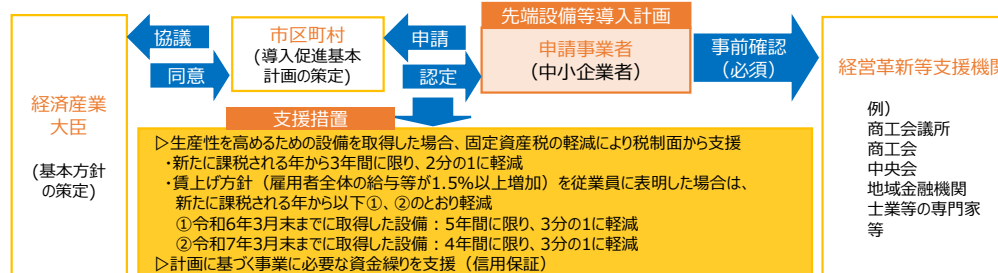 先端設備等導入計画
協議
同意
市区町村
(導入促進基本
計画の策定)
申請
認定
申請事業者
(中小企業者)
事前確認
(必須)
経営革新等支援機関
例）
商工会議所
商工会
中央会
地域金融機関
士業等の専門家
等
経済産業
大臣
(基本方針
の策定)
支援措置
▷生産性を高めるための設備を取得した場合、固定資産税の軽減により税制面から支援
・新たに課税される年から3年間に限り、2分の1に軽減
・賃上げ方針（雇用者全体の給与等が1.5%以上増加）を従業員に表明した場合は、
新たに課税される年から以下①、②のとおり軽減
①令和6年3月末までに取得した設備：5年間に限り、3分の1に軽減
②令和7年3月末までに取得した設備：4年間に限り、3分の1に軽減
▷計画に基づく事業に必要な資金繰りを支援（信用保証）